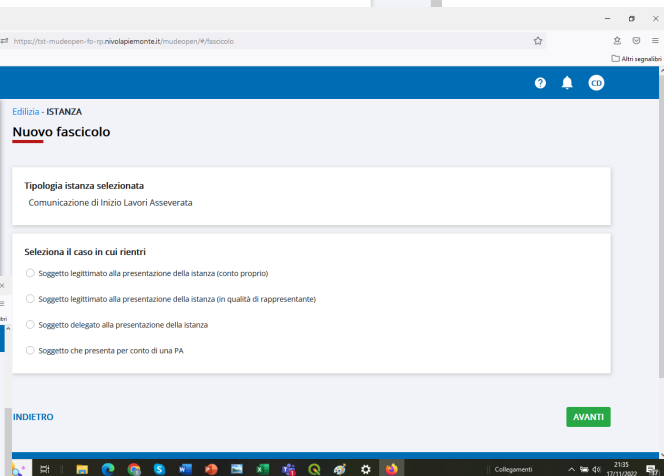 https://tst-mudeopen-fo-rp.nivolapiemonte.it/mudeopen/#/fascicolo
Altri segnalibri
CD
Edilizia - ISTANZA
Nuovo fascicolo
Tipologia istanza selezionata
Comunicazione di Inizio Lavori Asseverata
Seleziona il caso in cui rientri
Soggetto legittimato alla presentazione della istanza (conto proprio)
Soggetto legittimato alla presentazione della istanza (in qualità di rappresentante)
Soggetto delegato alla presentazione della istanza
Soggetto che presenta per conto di una PA
INDIETRO
AVANTI
Collegamenti
21:35
17/11/2022